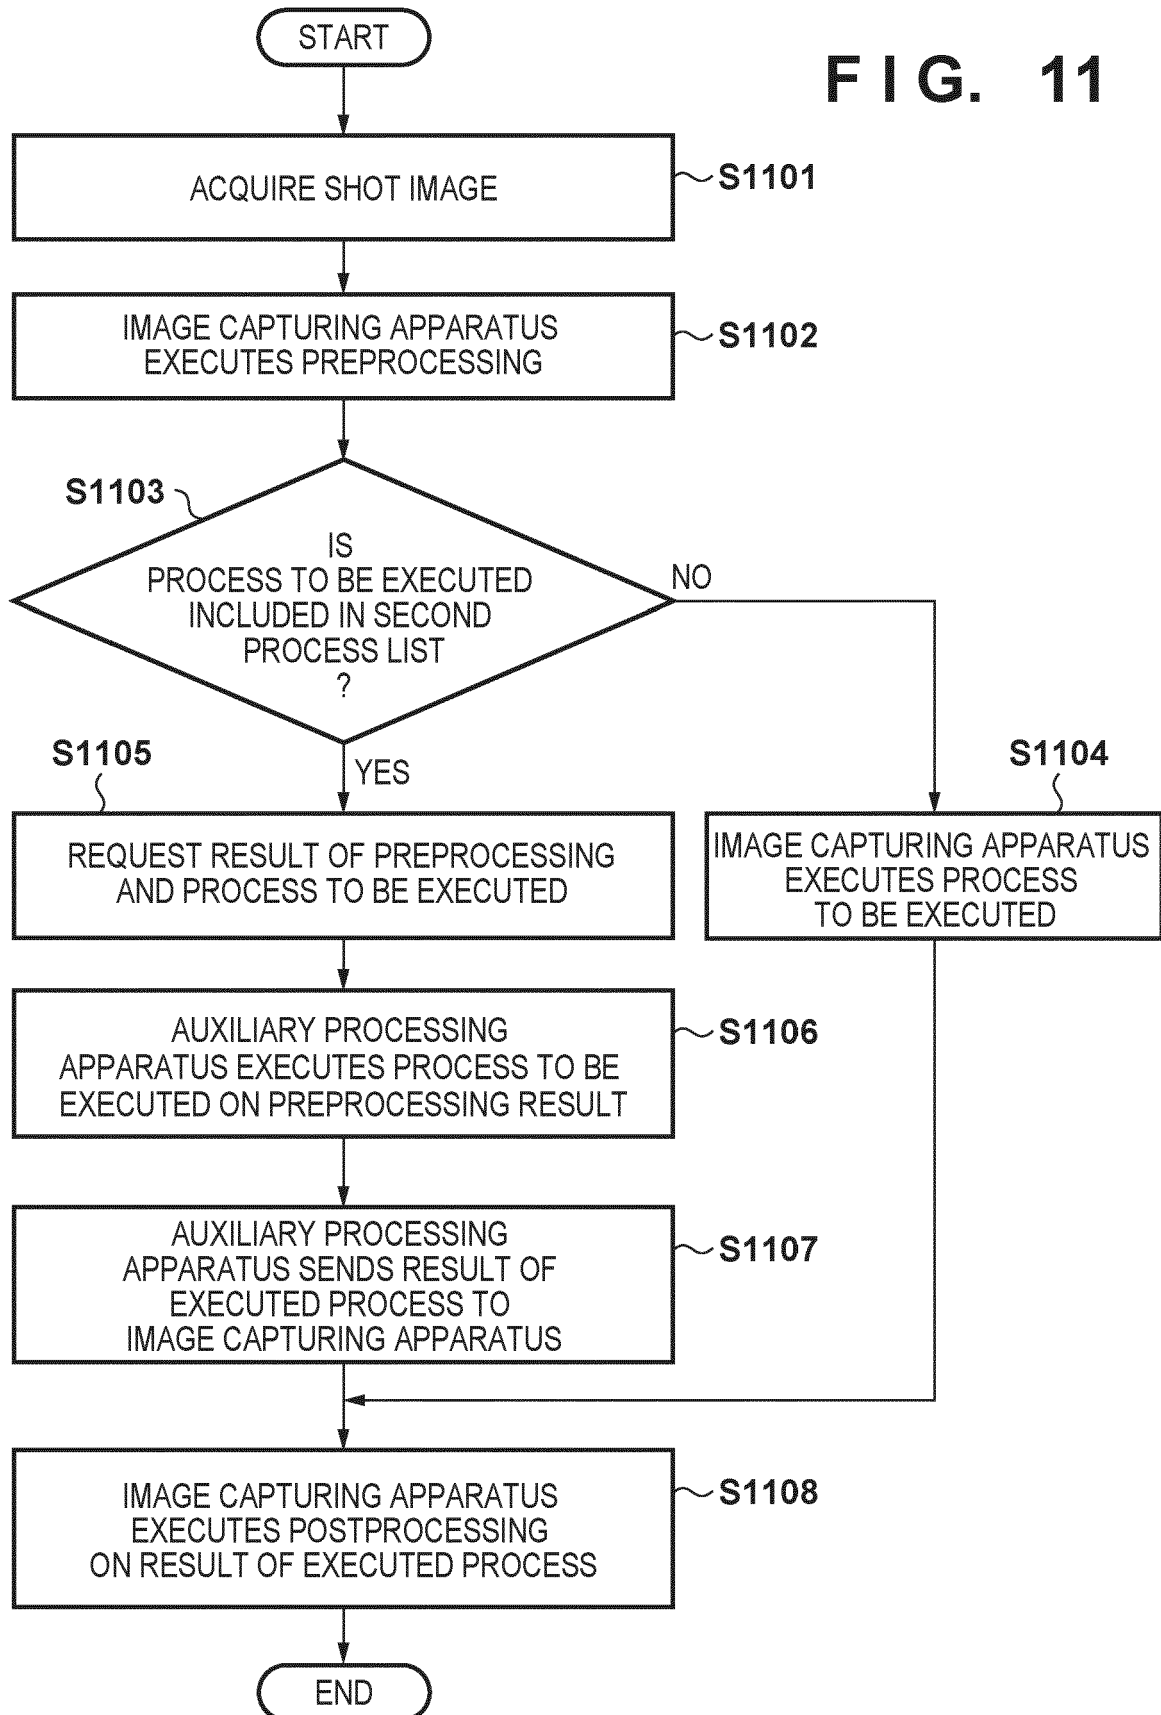 START
F I G. 11
ACQUIRE SHOT IMAGE
S1101
IMAGE CAPTURING APPARATUS
EXECUTES PREPROCESSING
S1102
S1103
IS
PROCESS TO BE EXECUTED
INCLUDED IN SECOND
PROCESS LIST
?
NO
YES
S1105
REQUEST RESULT OF PREPROCESSING
AND PROCESS TO BE EXECUTED
S1104
IMAGE CAPTURING APPARATUS
EXECUTES PROCESS
TO BE EXECUTED
AUXILIARY PROCESSING
APPARATUS EXECUTES PROCESS TO BE
EXECUTED ON PREPROCESSING RESULT
S1106
AUXILIARY PROCESSING
APPARATUS SENDS RESULT OF
EXECUTED PROCESS TO
IMAGE CAPTURING APPARATUS
S1107
IMAGE CAPTURING APPARATUS
EXECUTES POSTPROCESSING
ON RESULT OF EXECUTED PROCESS
S1108
END